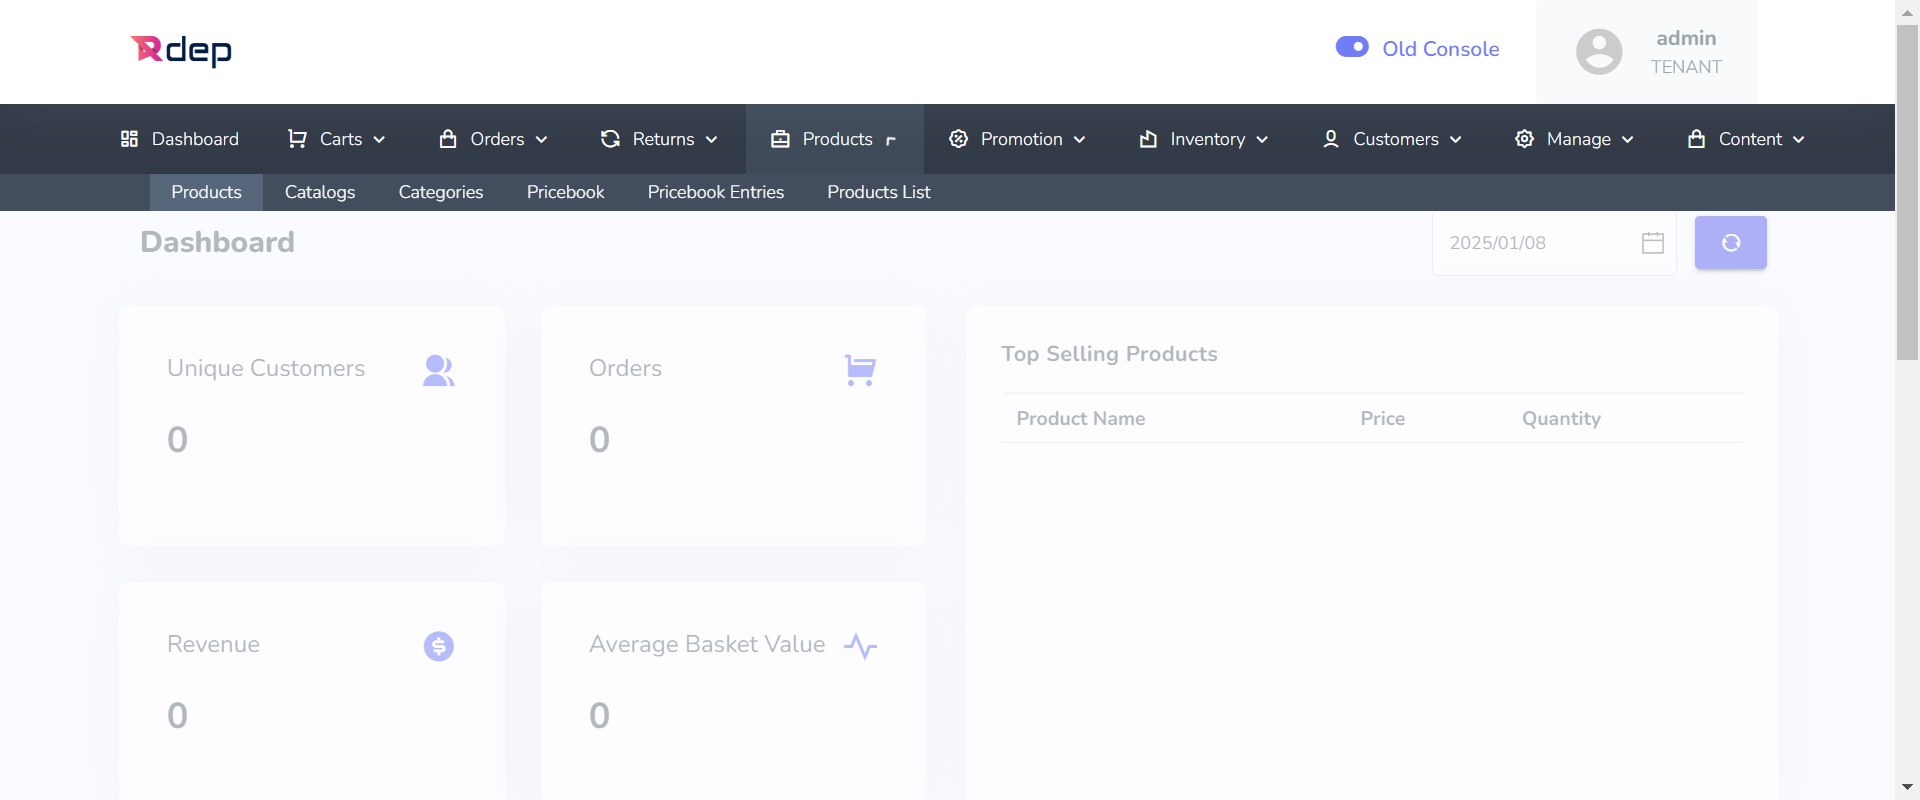 Rdep
Old Console
admin
TENANT
Dashboard Carts Orders Returns Products Promotion Inventory Customers Manage Content
Products Catalogs Categories Pricebook Pricebook Entries Products List
Dashboard
2025/01/08
Unique Customers
0
Orders
0
Top Selling Products
Product Name Price Quantity
Revenue
0
Average Basket Value
0